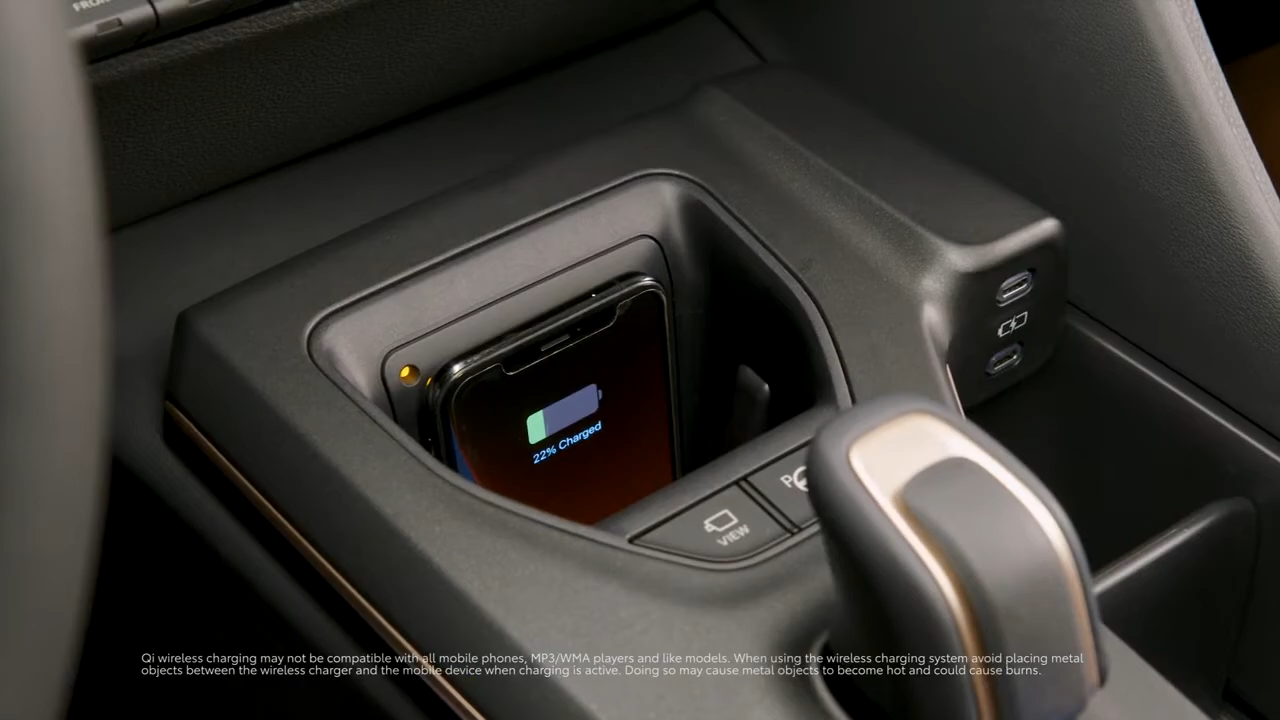 22% Charged
P
VIEW
Qi wireless charging may not be compatible with all mobile phones, MP3/WMA players and like models. When using the wireless charging system avoid placing metal
objects between the wireless charger and the mobile device when charging is active. Doing so may cause metal objects to become hot and could cause burns.